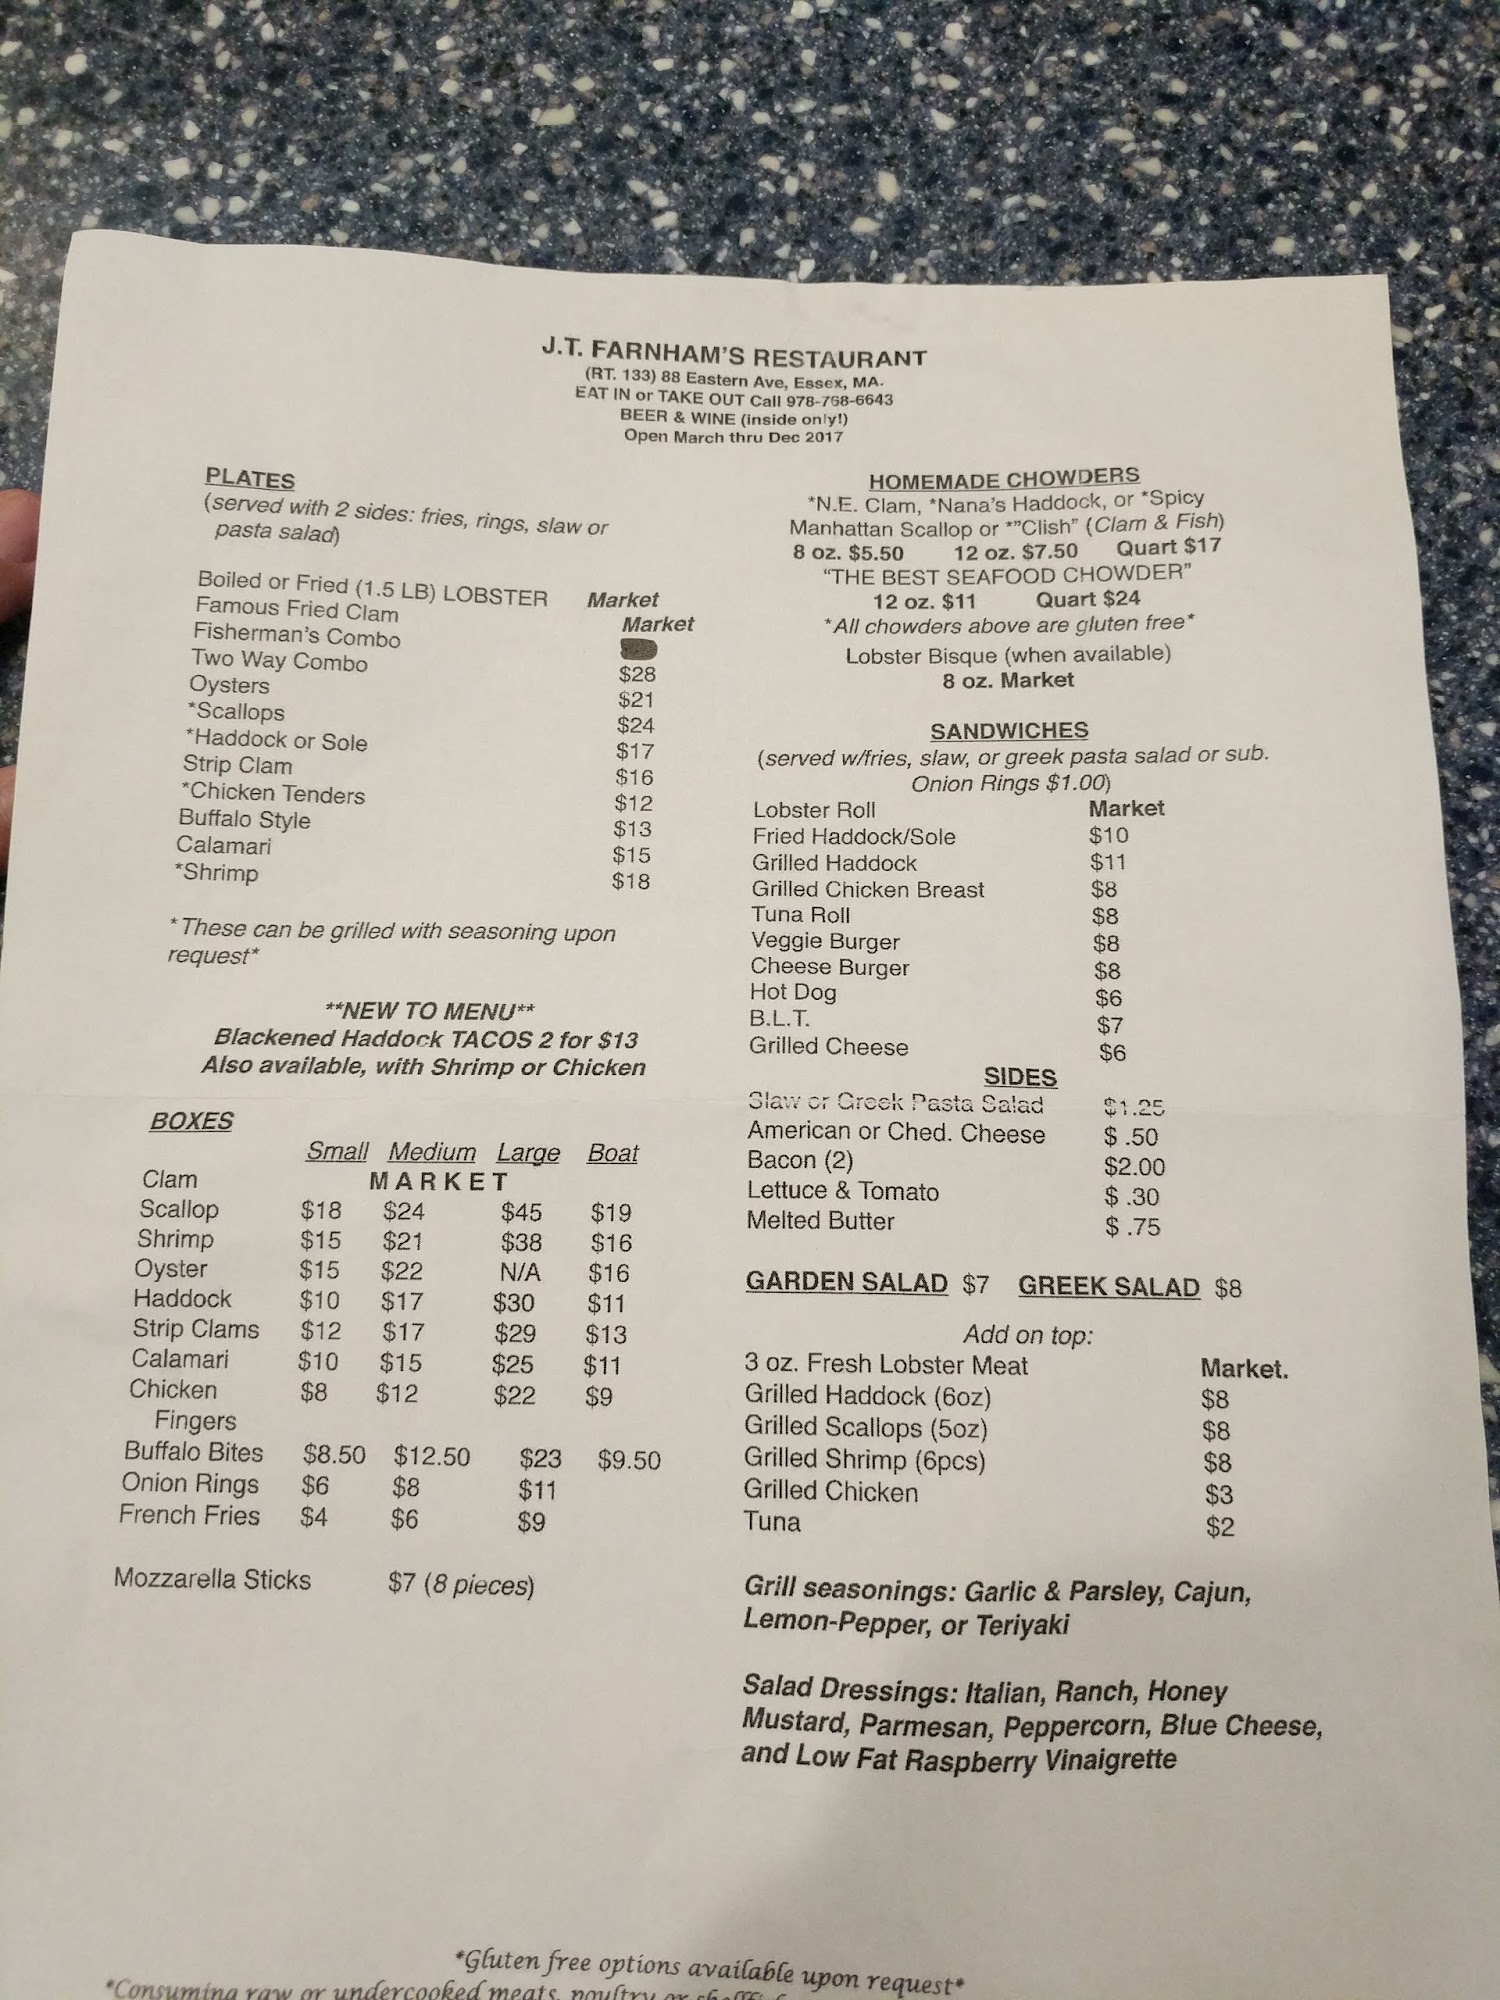 J.T. FARNHAM'S RESTAURANT
(RT. 133) 88 Eastern Ave, Essex, MA.
EAT IN or TAKE OUT Call 978-768-6643
BEER & WINE (inside only!)
Open March thru Dec 2017
PLATES
(served with 2 sides: fries, rings, slaw or
pasta salad)
Boiled or Fried (1.5 LB) LOBSTER Market
Famous Fried Clam Market
Fisherman's Combo
Two Way Combo $28
Oysters $21
*Scallops $24
*Haddock or Sole $17
Strip Clam $16
*Chicken Tenders $12
Buffalo Style $13
Calamari $15
*Shrimp $18
*These can be grilled with seasoning upon
request*
**NEW TO MENU**
Blackened Haddock TACOS 2 for $13
Also available, with Shrimp or Chicken
BOXES
Small Medium Large Boat
Clam MARKET
Scallop $18 $24 $45 $19
Shrimp $15 $21 $38 $16
Oyster $15 $22 N/A $16
Haddock $10 $17 $30 $11
Strip Clams $12 $17 $29 $13
Calamari $10 $15 $25 $11
Chicken $8 $12 $22 $9
Fingers
Buffalo Bites $8.50 $12.50 $23 $9.50
Onion Rings $6 $8 $11
French Fries $4 $6 $9
Mozzarella Sticks $7 (8 pieces)
HOMEMADE CHOWDERS
*N.E. Clam, *Nana's Haddock, or *Spicy
Manhattan Scallop or *"Clish" (Clam & Fish)
8 oz. $5.50 12 oz. $7.50 Quart $17
"THE BEST SEAFOOD CHOWDER"
12 oz. $11 Quart $24
*All chowders above are gluten free*
Lobster Bisque (when available)
8 oz. Market
SANDWICHES
(served w/fries, slaw, or greek pasta salad or sub.
Onion Rings $1.00)
Lobster Roll Market
Fried Haddock/Sole $10
Grilled Haddock $11
Grilled Chicken Breast $8
Tuna Roll $8
Veggie Burger $8
Cheese Burger $8
Hot Dog $6
B.L.T. $7
Grilled Cheese $6
SIDES
Slaw or Greek Pasta Salad $1.25
American or Ched. Cheese $ .50
Bacon (2) $2.00
Lettuce & Tomato $ .30
Melted Butter $ .75
GARDEN SALAD $7 GREEK SALAD $8
Add on top:
3 oz. Fresh Lobster Meat Market.
Grilled Haddock (6oz) $8
Grilled Scallops (5oz) $8
Grilled Shrimp (6pcs) $8
Grilled Chicken $3
Tuna $2
Grill seasonings: Garlic & Parsley, Cajun,
Lemon-Pepper, or Teriyaki
Salad Dressings: Italian, Ranch, Honey
Mustard, Parmesan, Peppercorn, Blue Cheese,
and Low Fat Raspberry Vinaigrette
*Gluten free options available upon request*
*Consuming raw or undercooked meats, poultry or